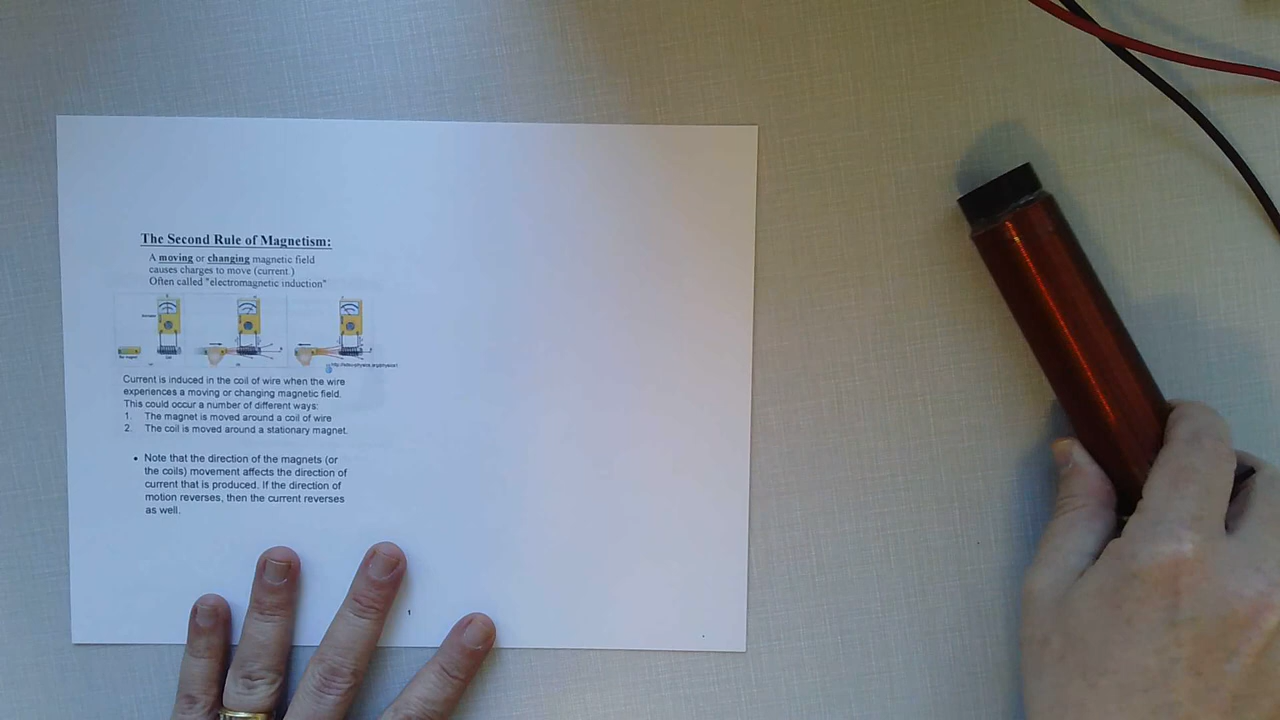 The Second Rule of Magnetism:
A moving or changing magnetic field
causes charges to move (current )
Often called "electromagnetic induction"
Current is induced in the coil of wire when the wire
experiences a moving or changing magnetic field.
This could occur a number of different ways:
1. The magnet is moved around a coil of wire
2. The coil is moved around a stationary magnet.
• Note that the direction of the magnets (or
the coils) movement affects the direction of
current that is produced. If the direction of
motion reverses, then the current reverses
as well.
1